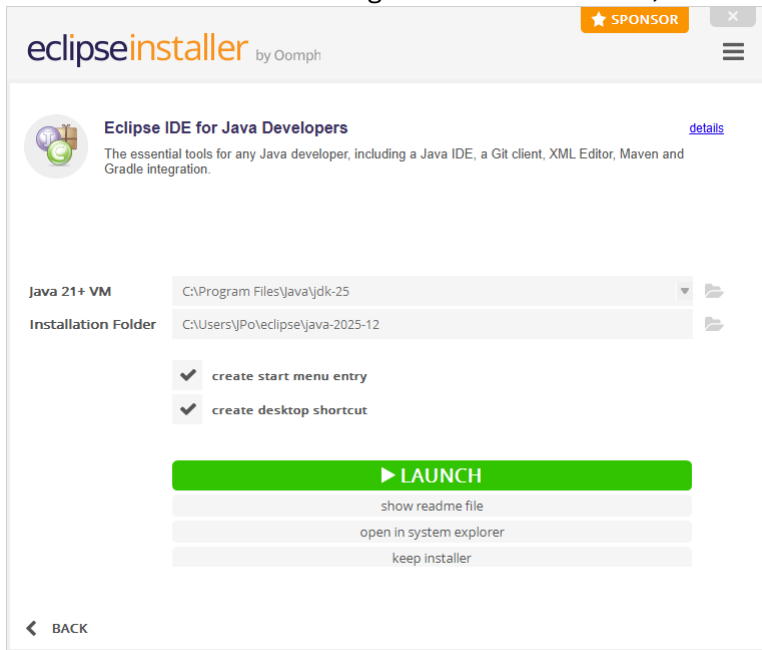 SPONSOR
eclipseinstaller by Oomph
Eclipse IDE for Java Developers
details
The essential tools for any Java developer, including a Java IDE, a Git client, XML Editor, Maven and
Gradle integration.
Java 21+ VM
C:\Program Files\Java\jdk-25
Installation Folder
C:\Users\JPo\eclipse\java-2025-12
create start menu entry
create desktop shortcut
LAUNCH
show readme file
open in system explorer
keep installer
BACK